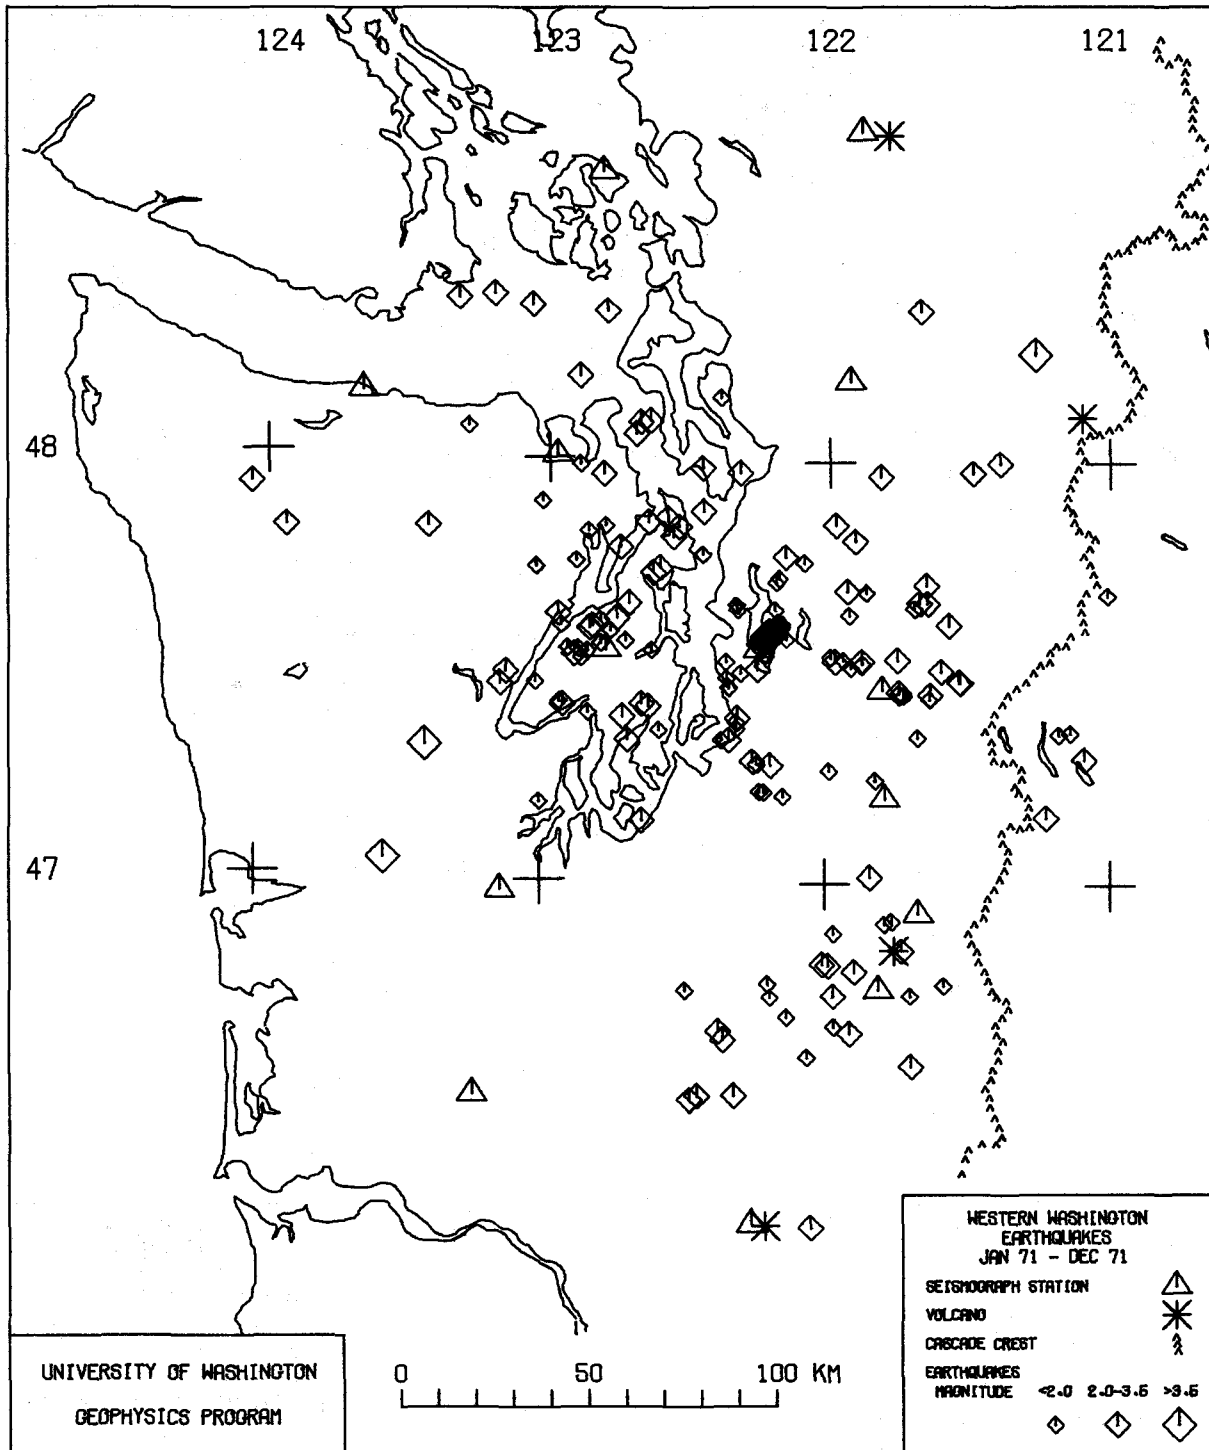 124 123 122 121
48
47
WESTERN WASHINGTON
EARTHQUAKES
JAN 71 - DEC 71
SEISMOGRAPH STATION
VOLCANO
CASCADE CREST
EARTHQUAKES
MAGNITUDE <2.0 2.0-3.5 >3.5
UNIVERSITY OF WASHINGTON
GEOPHYSICS PROGRAM
0 50 100 KM